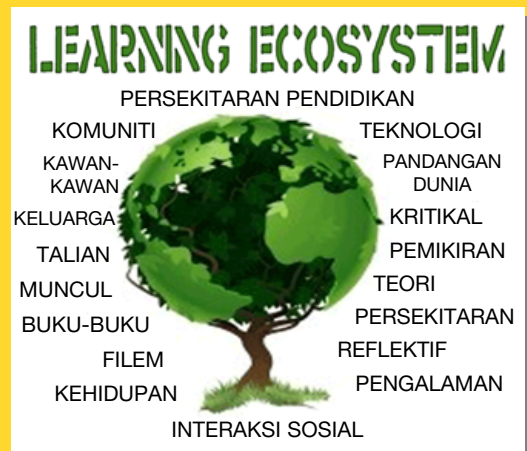 LEARNING ECOSYSTEM
PERSEKITARAN PENDIDIKAN
KOMUNITI
KAWAN-
KAWAN
KELUARGA
TALIAN
MUNCUL
BUKU-BUKU
FILEM
KEHIDUPAN
TEKNOLOGI
PANDANGAN
DUNIA
KRITIKAL
PEMIKIRAN
TEORI
PERSEKITARAN
REFLEKTIF
PENGALAMAN
INTERAKSI SOSIAL